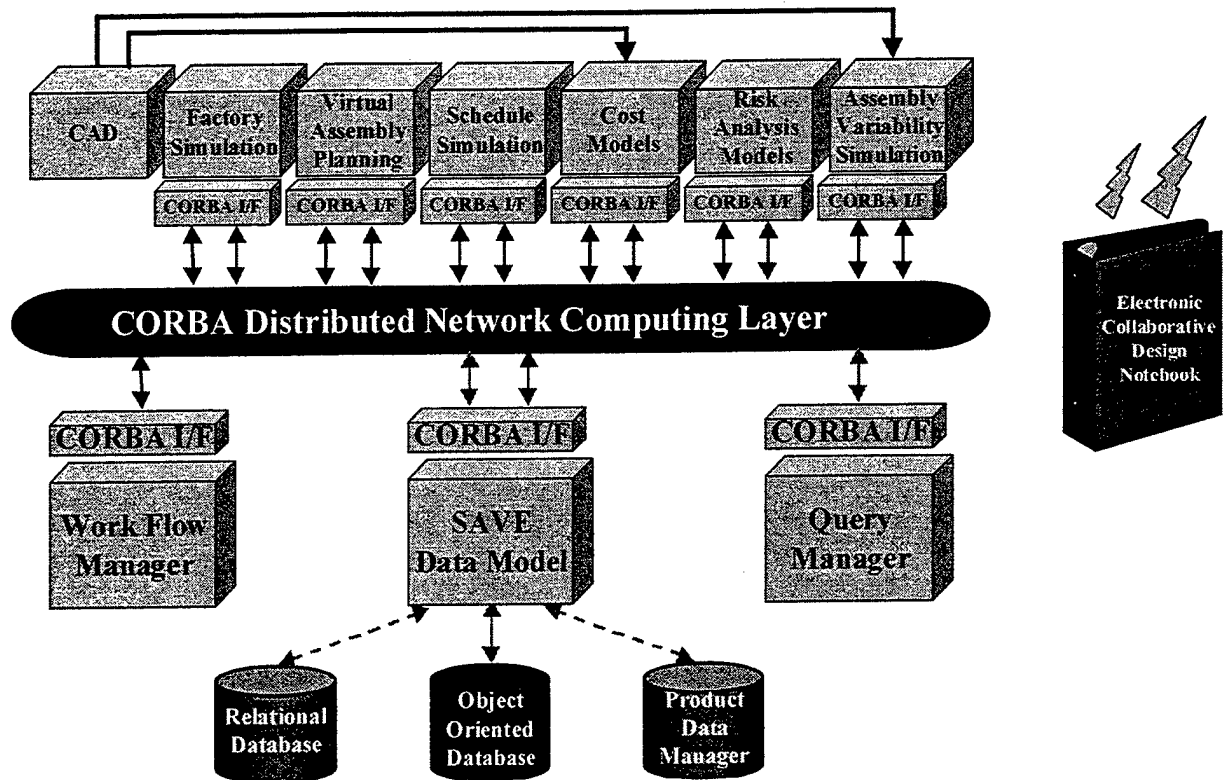 CAD
Factory
Simulation
Virtual
Assembly
Planning
Schedule
Simulation
Cost
Models
Risk
Analysis
Models
Assembly
Variability
Simulation
CORBA I/F
CORBA I/F
CORBA I/F
CORBA I/F
CORBA I/F
CORBA I/F
CORBA Distributed Network Computing Layer
Electronic
Collaborative
Design
Notebook
CORBA I/F
CORBA I/F
CORBA I/F
Work Flow
Manager
SAVE
Data Model
Query
Manager
Relational
Database
Object
Oriented
Database
Product
Data
Manager